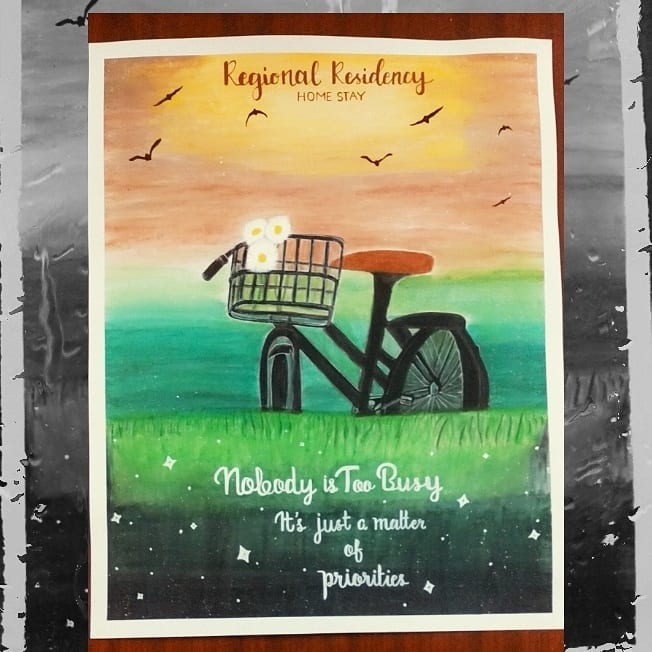 Regional Residency
HOME STAY
Nobody is Too Busy
It's just a matter
of
priorities